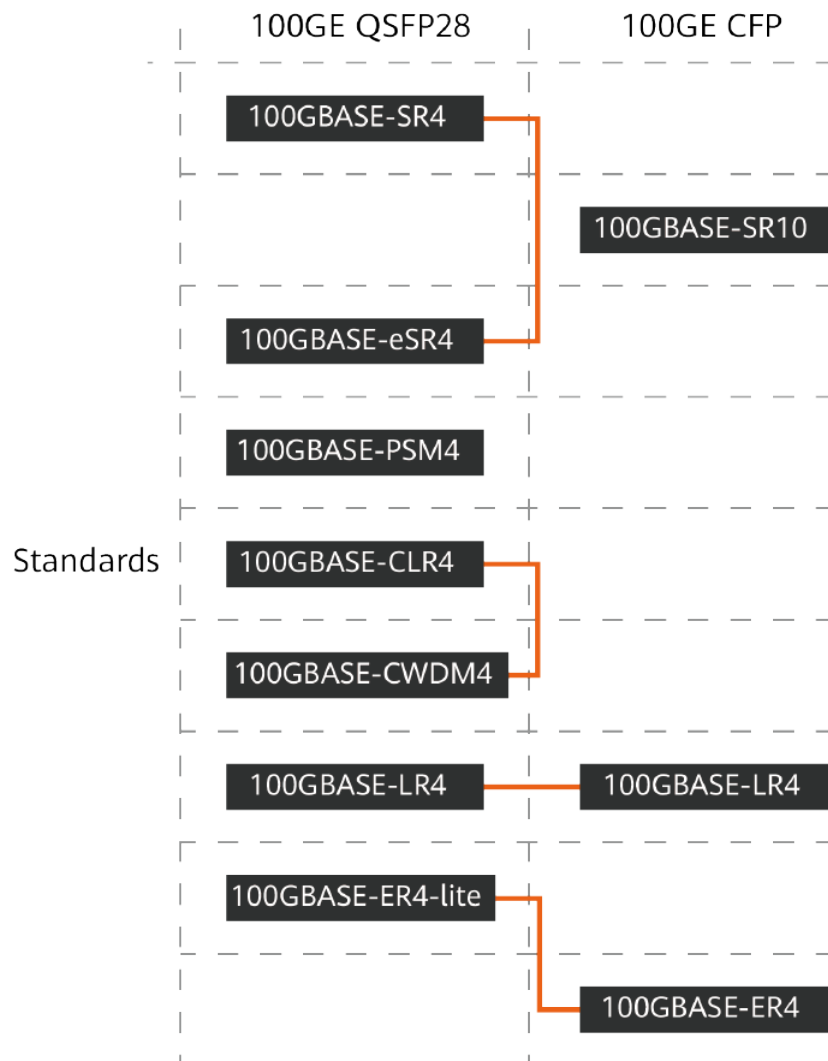 100GE QSFP28
100GE CFP
100GBASE-SR4
100GBASE-SR10
100GBASE-eSR4
100GBASE-PSM4
Standards
100GBASE-CLR4
100GBASE-CWDM4
100GBASE-LR4
100GBASE-LR4
100GBASE-ER4-lite
100GBASE-ER4